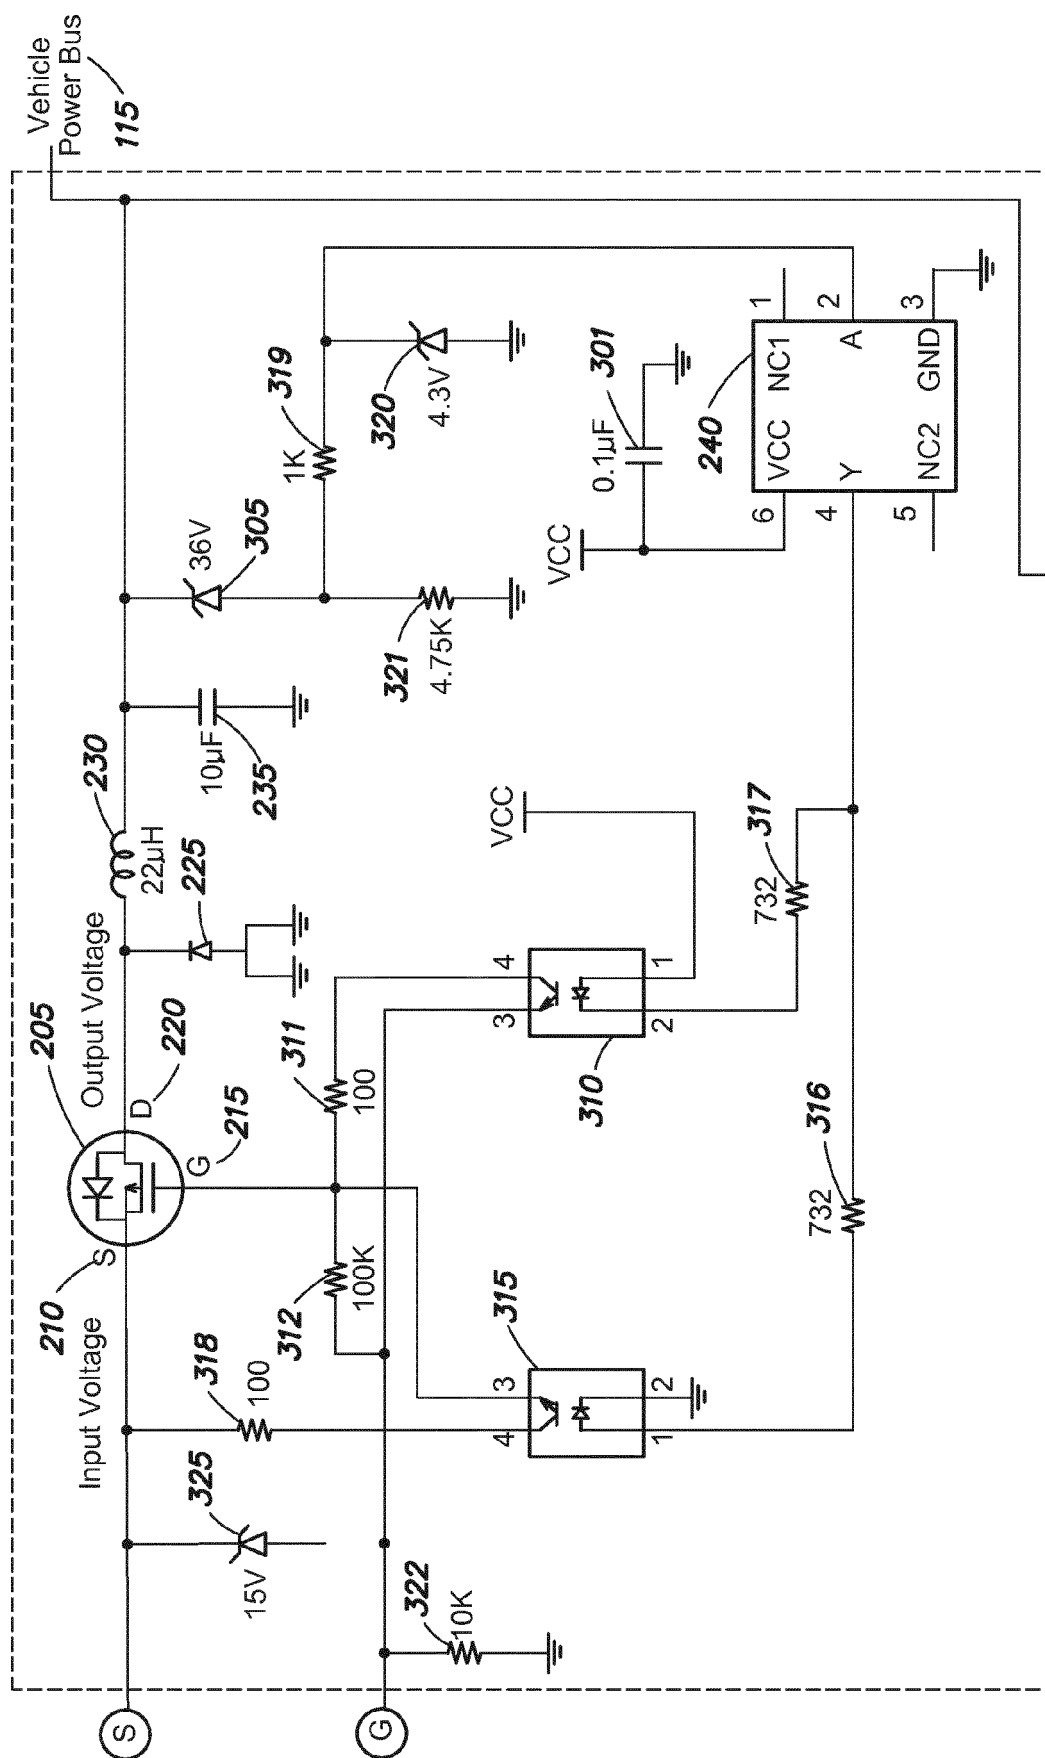 Vehicle
Power Bus
115
S
G
Input Voltage
210
S
205
Output Voltage
D
220
G
215
230
22µH
225
10µF
235
36V
305
325
15V
318
100
312
100K
311
100
1K
319
320
4.3V
321
4.75K
322
10K
315
4
3
1
2
310
3
4
2
1
VCC
VCC
0.1µF
301
240
6
VCC
NC1
1
4
Y
A
2
5
NC2
GND
3
316
732
317
732